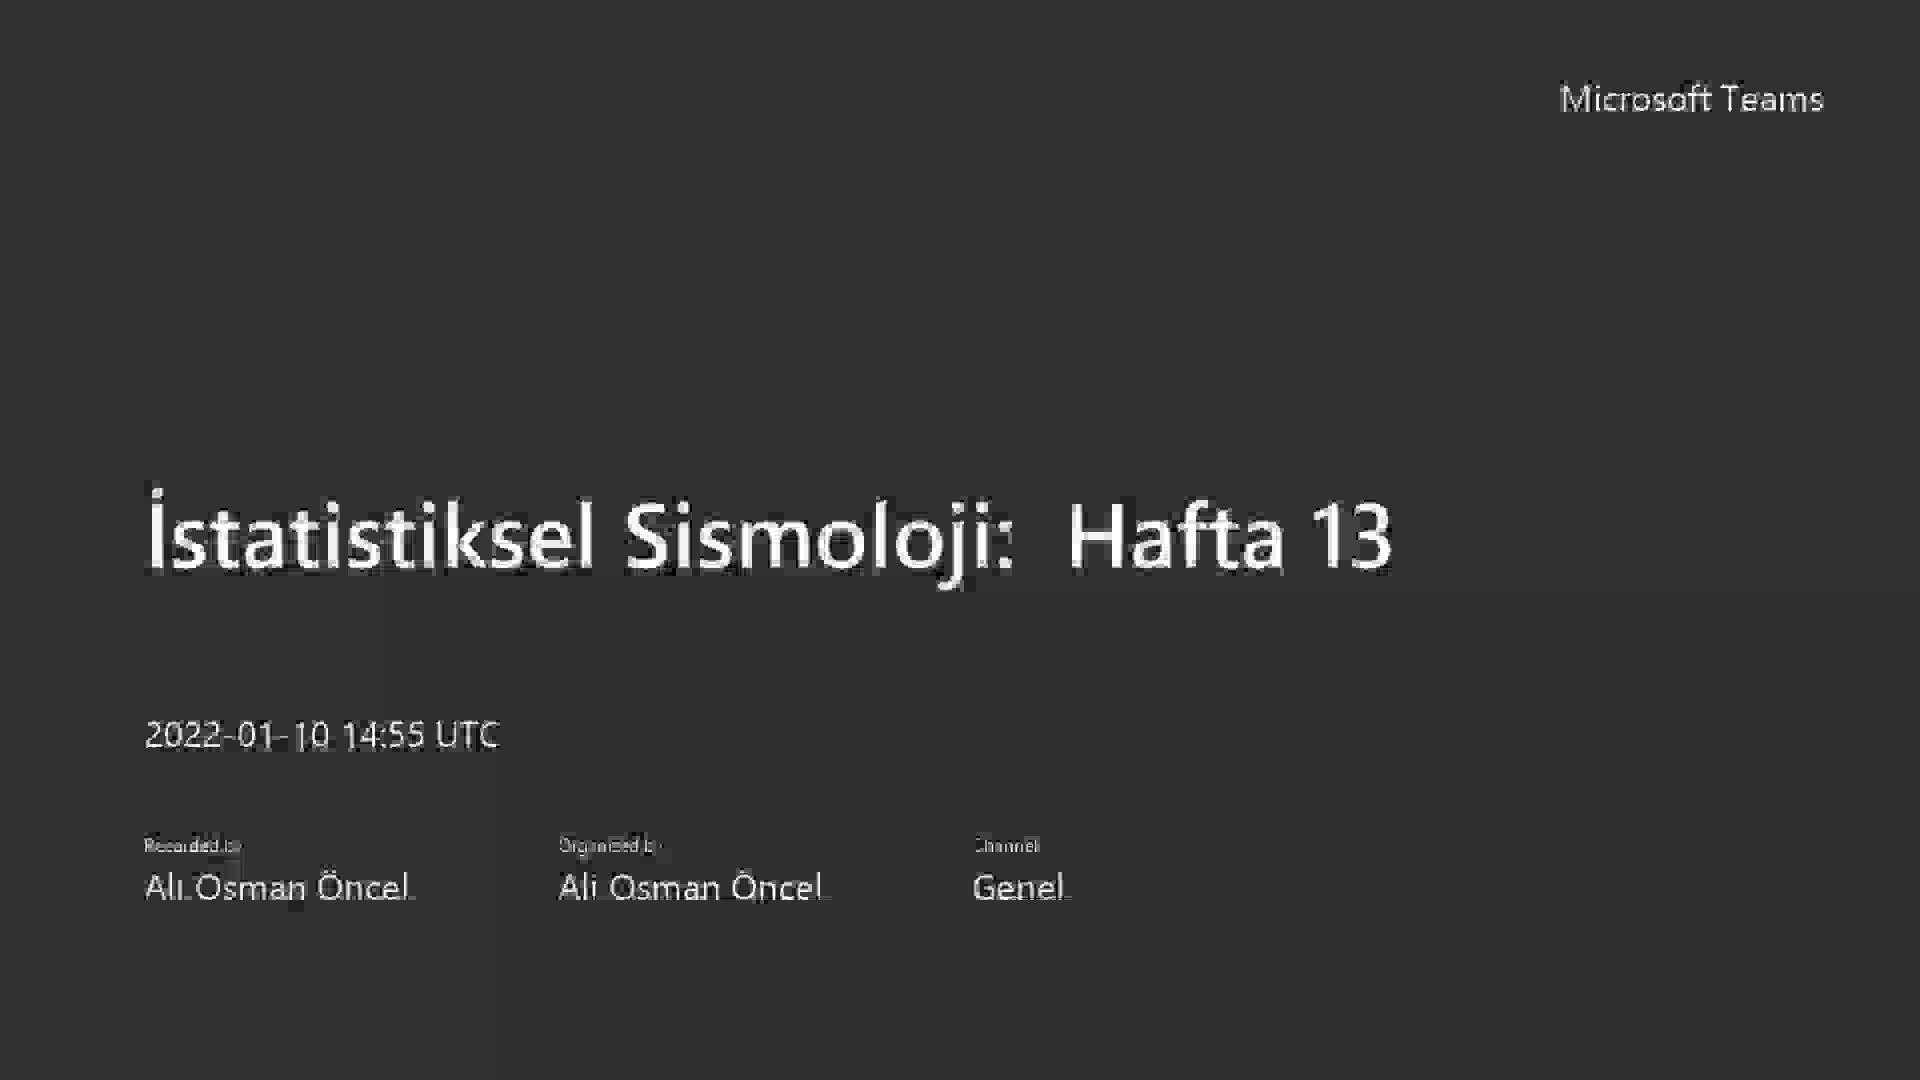 Microsoft Teams
İstatistiksel Sismoloji: Hafta 13
2022-01-10 14:55 UTC
Recorded by Organized by Channel
Ali Osman Öncel Ali Osman Öncel Genel